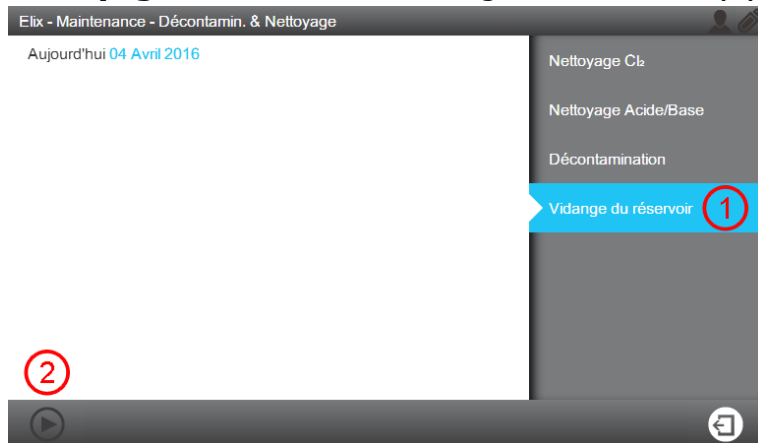 Elix - Maintenance - Décontamin. & Nettoyage
Aujourd'hui 04 Avril 2016
Nettoyage Cl₂
Nettoyage Acide/Base
Décontamination
Vidange du réservoir 1
2